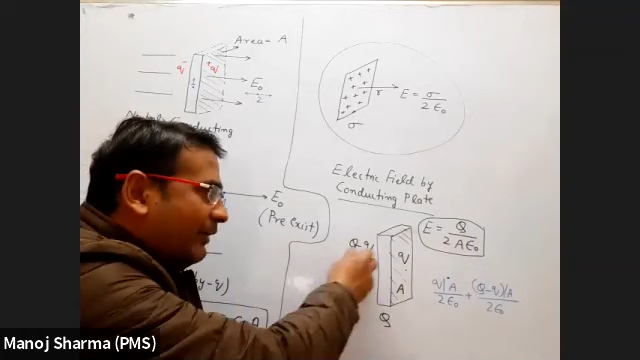 Area = A
q⁻
+q
E₀
2
Conducting
E₀
(Pre Exit)
+ + +
+ + +
+ + +
r
E = σ / 2ε₀
σ
Electric Field by
Conducting Plate
Q-q
q
A
Q
E = Q / 2Aε₀
q/A / 2ε₀ + (Q-q)/A / 2ε₀
Manoj Sharma (PMS)